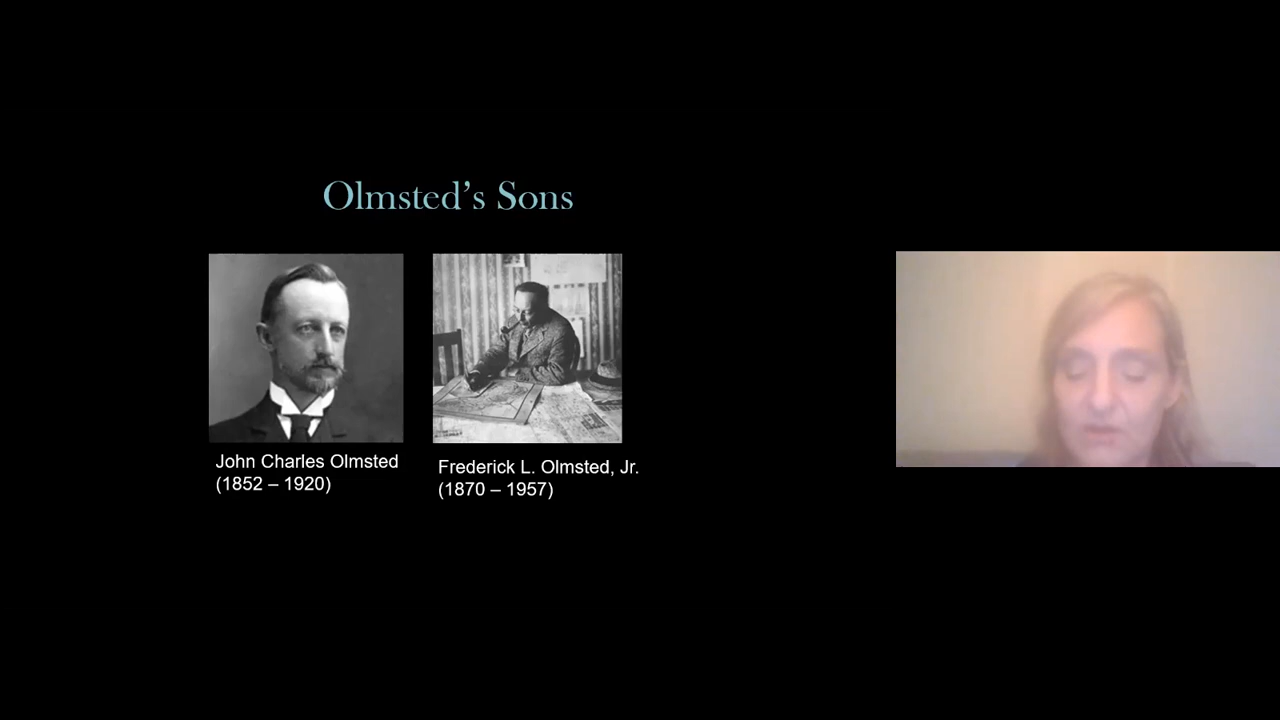 Olmsted’s Sons
John Charles Olmsted
(1852 – 1920)
Frederick L. Olmsted, Jr.
(1870 – 1957)